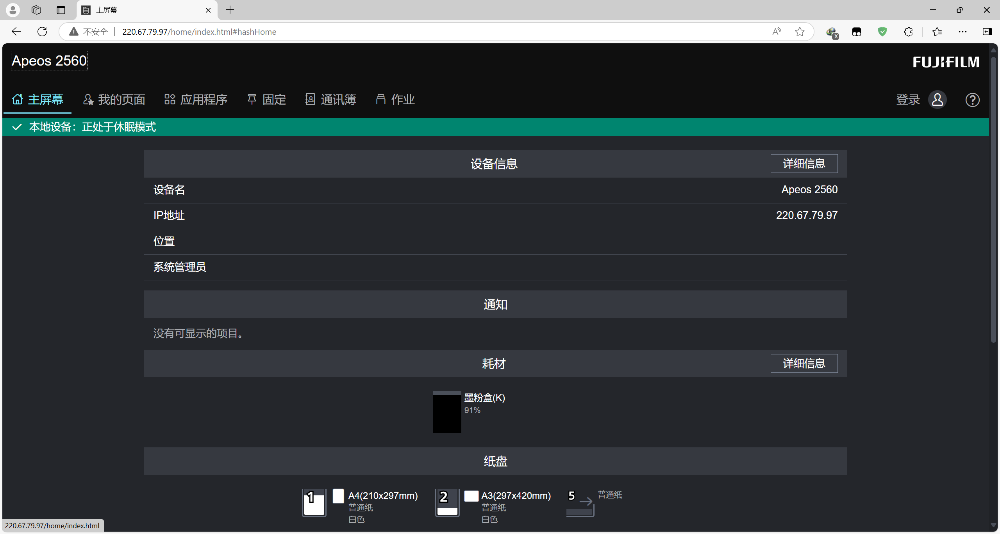 主屏幕
不安全 220.67.79.97/home/index.html#hashHome
Apeos 2560
FUJIFILM
主屏幕 我的页面 应用程序 固定 通讯簿 作业 登录
本地设备：正处于休眠模式
设备信息 详细信息
设备名 Apeos 2560
IP地址 220.67.79.97
位置
系统管理员
通知
没有可显示的项目。
耗材 详细信息
墨粉盒(K)
91%
纸盘
1 A4(210x297mm) 2 A3(297x420mm) 5 普通纸
普通纸 普通纸
白色 白色
220.67.79.97/home/index.html